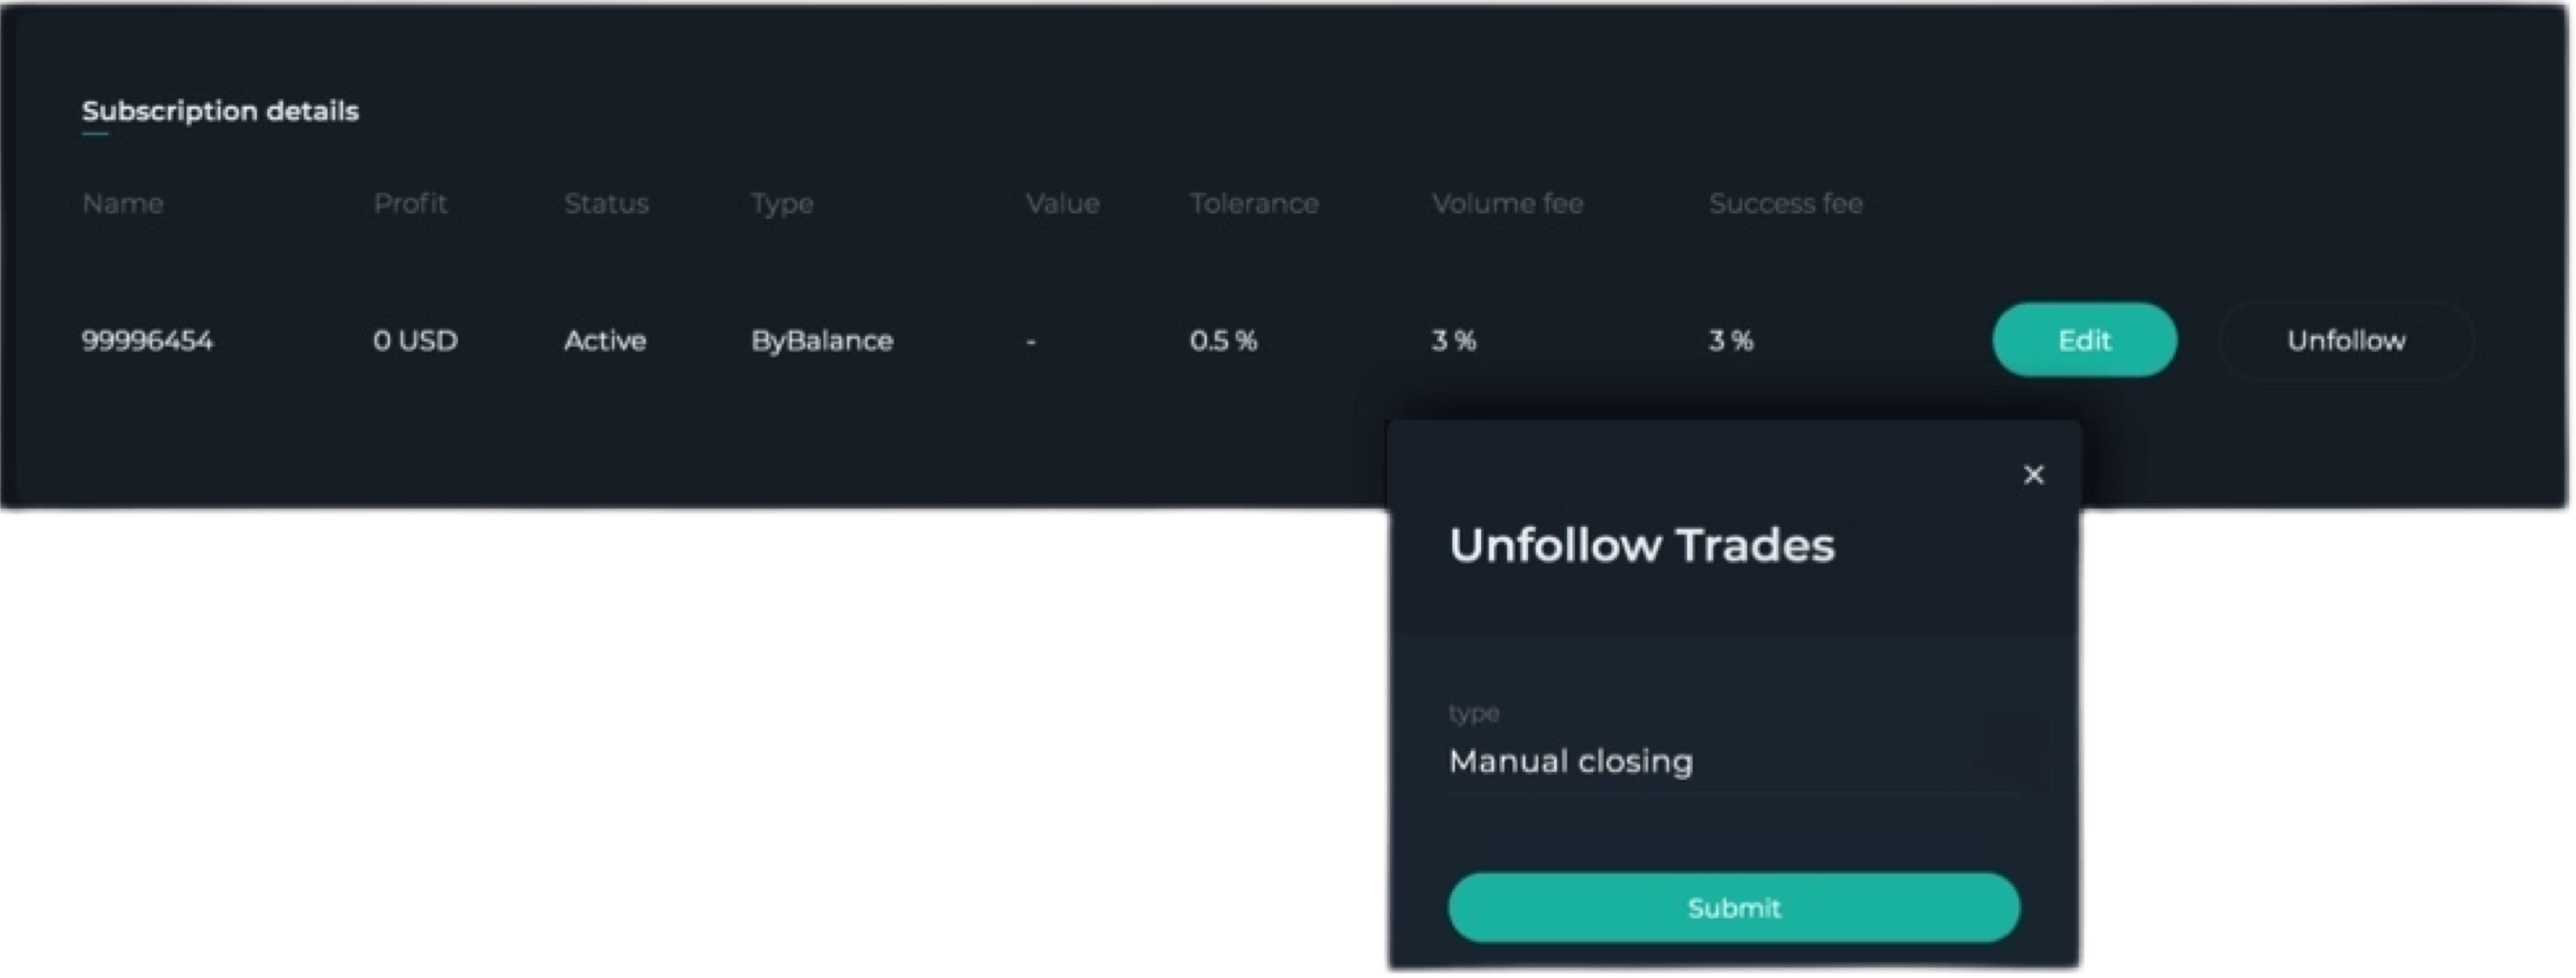 Subscription details
Name Profit Status Type Value Tolerance Volume fee Success fee
99996454 0 USD Active ByBalance - 0.5 % 3 % 3 % Edit Unfollow
×
Unfollow Trades
type
Manual closing
Submit